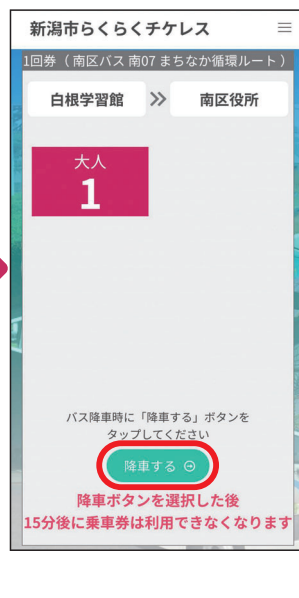 新潟市らくらくチケレス
1回券（ 南区バス 南07 まちなか循環ルート ）
白根学習館 》 南区役所
大人
1
バス降車時に「降車する」ボタンを
タップしてください
降車する
降車ボタンを選択した後
15分後に乗車券は利用できなくなります